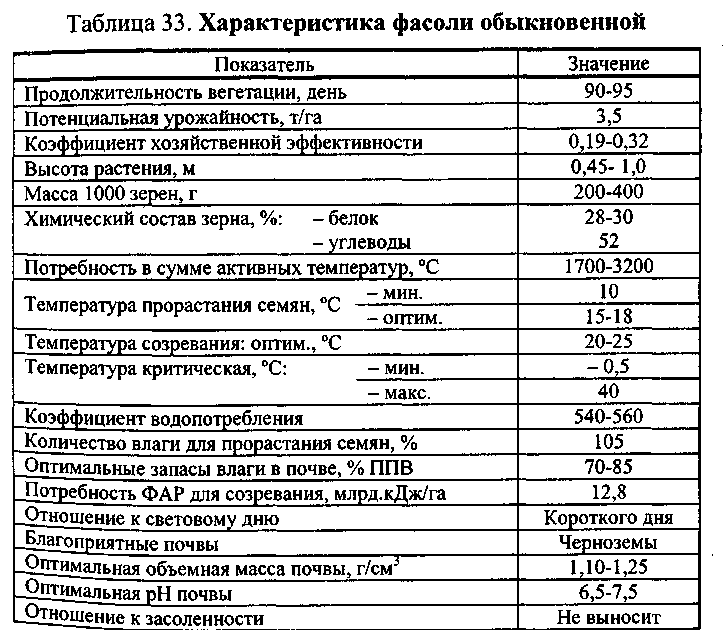 Таблица 33. Характеристика фасоли обыкновенной
Показатель Значение
Продолжительность вегетации, день 90-95
Потенциальная урожайность, т/га 3,5
Коэффициент хозяйственной эффективности 0,19-0,32
Высота растения, м 0,45- 1,0
Масса 1000 зерен, г 200-400
Химический состав зерна, %: – белок 28-30
– углеводы 52
Потребность в сумме активных температур, °С 1700-3200
Температура прорастания семян, °С – мин. 10
– оптим. 15-18
Температура созревания: оптим., °С 20-25
Температура критическая, °С: – мин. – 0,5
– макс. 40
Коэффициент водопотребления 540-560
Количество влаги для прорастания семян, % 105
Оптимальные запасы влаги в почве, % ППВ 70-85
Потребность ФАР для созревания, млрд.кДж/га 12,8
Отношение к световому дню Короткого дня
Благоприятные почвы Черноземы
Оптимальная объемная масса почвы, г/см³ 1,10-1,25
Оптимальная рН почвы 6,5-7,5
Отношение к засоленности Не выносит